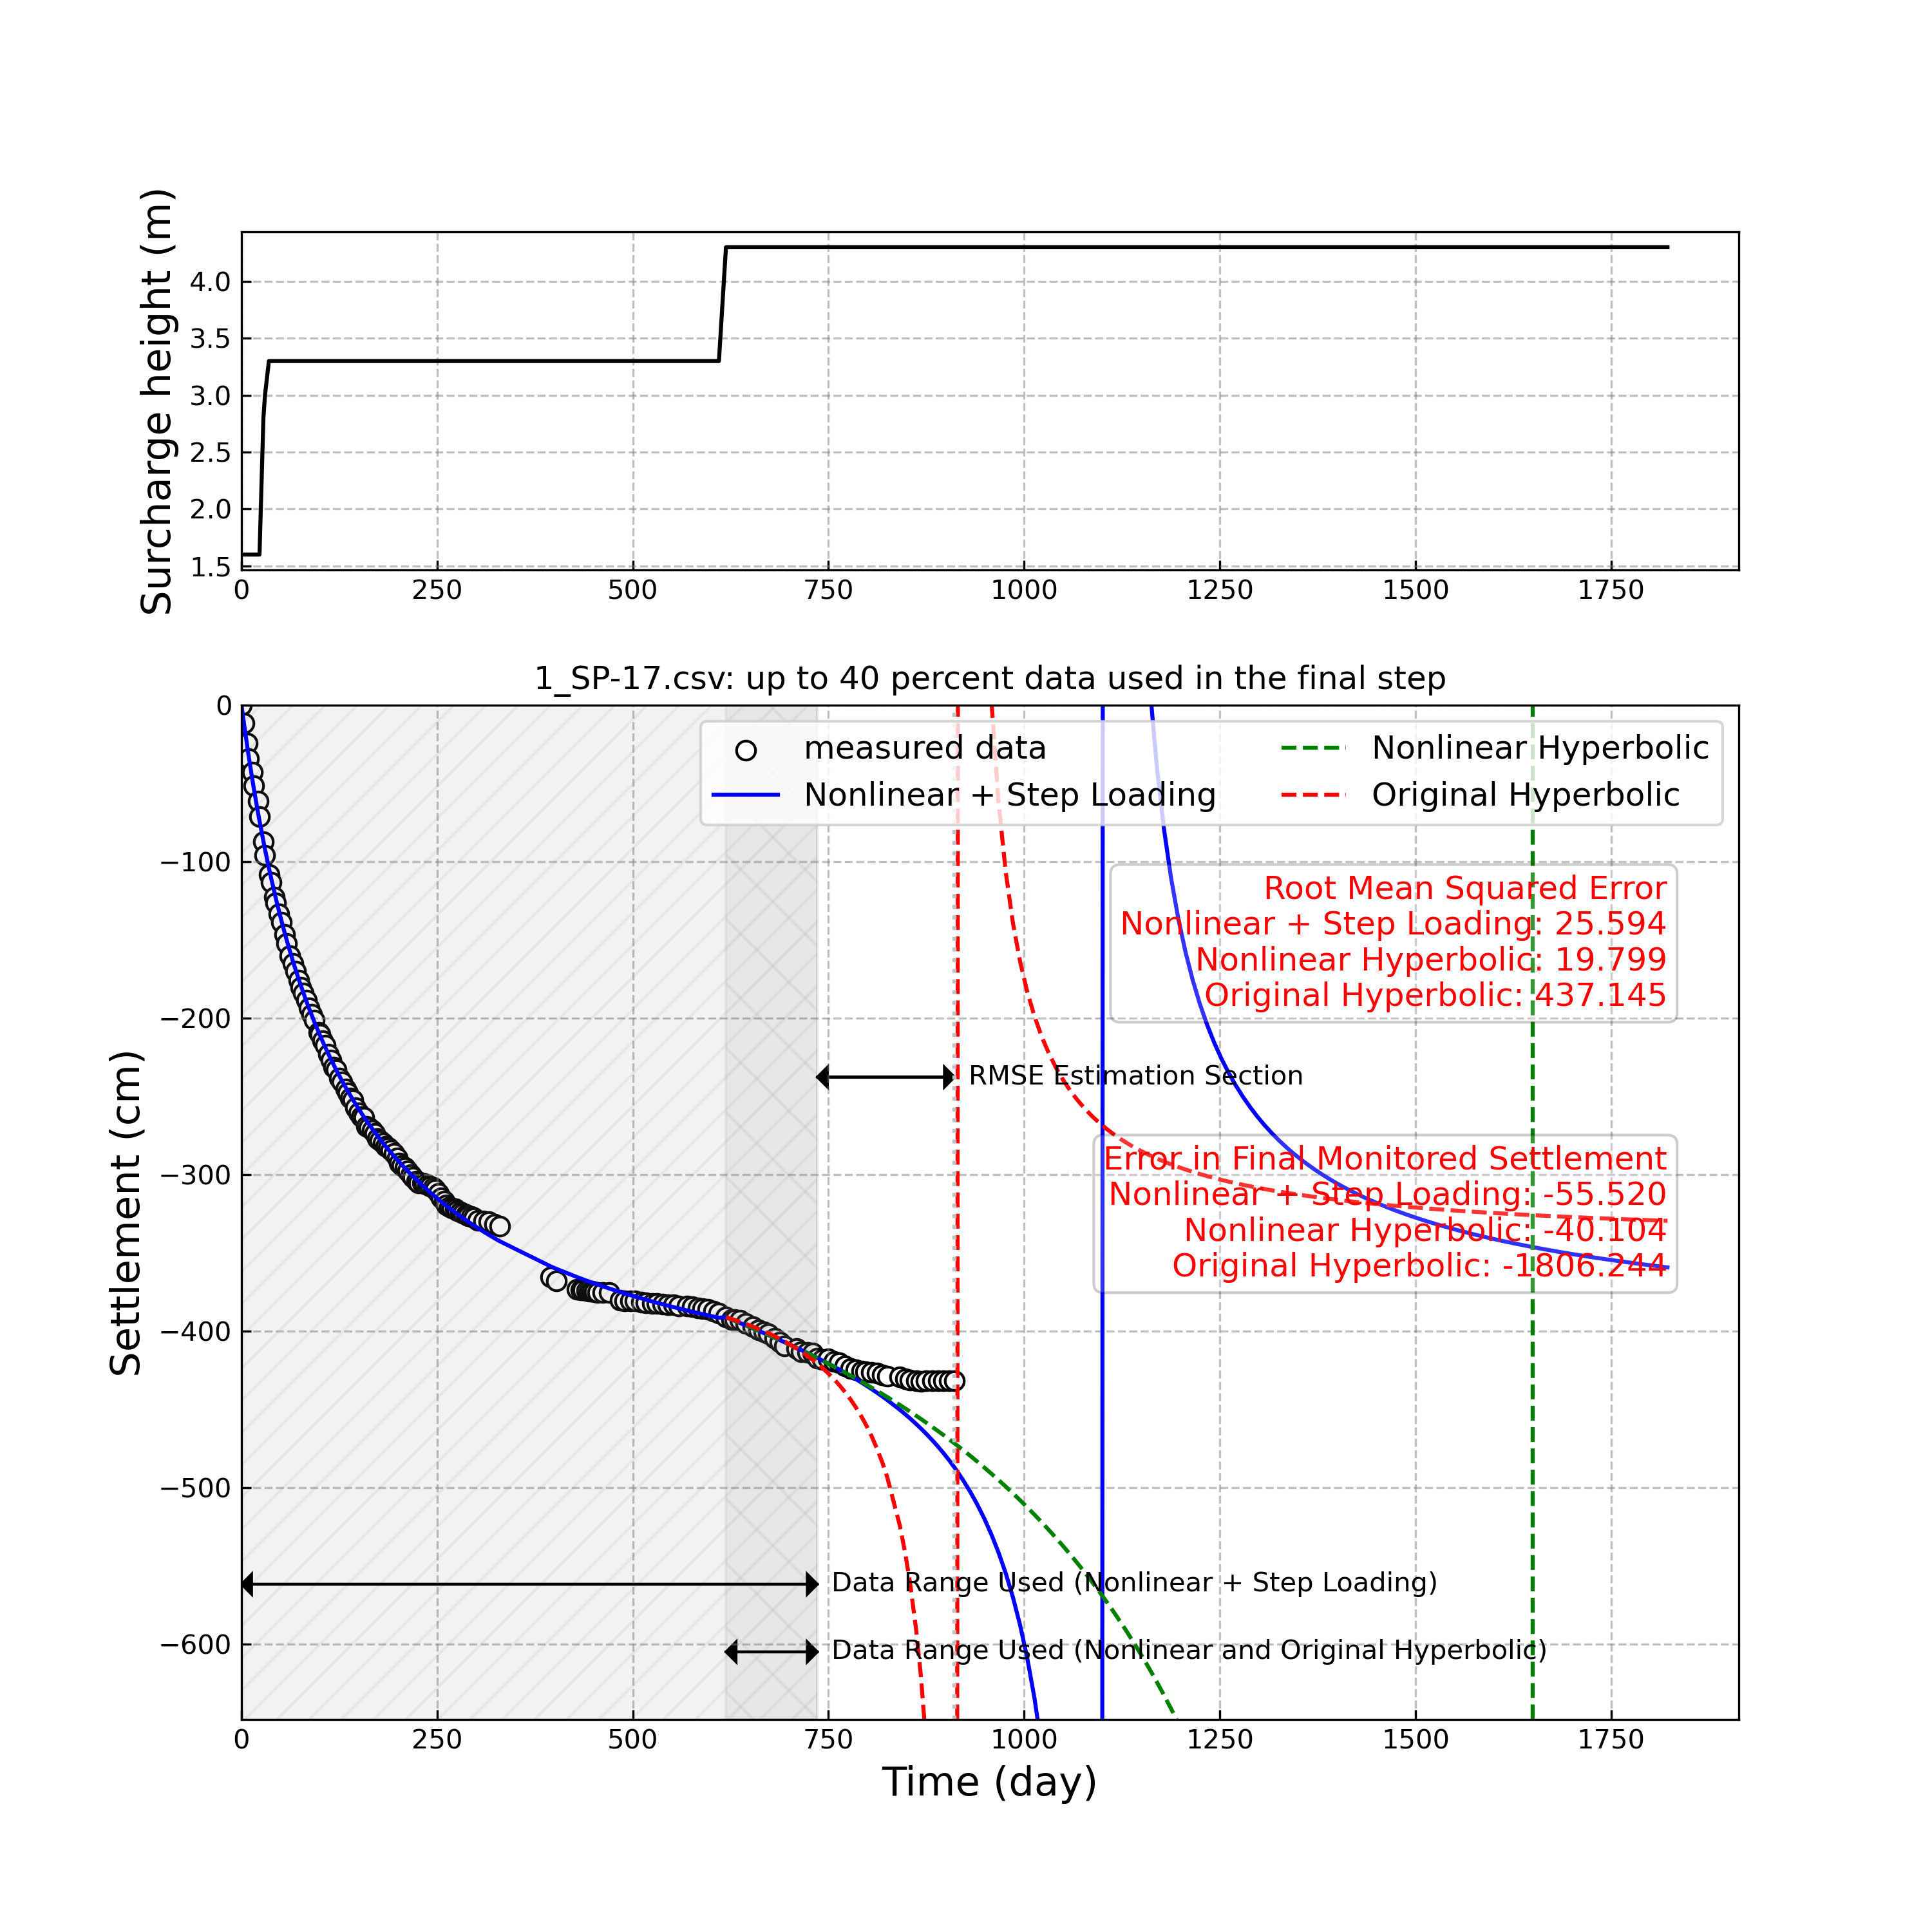 Surcharge height (m)
4.0
3.5
3.0
2.5
2.0
1.5
0 250 500 750 1000 1250 1500 1750
1_SP-17.csv: up to 40 percent data used in the final step
measured data
Nonlinear + Step Loading
Nonlinear Hyperbolic
Original Hyperbolic
Settlement (cm)
0
−100
−200
−300
−400
−500
−600
Root Mean Squared Error
Nonlinear + Step Loading: 25.594
Nonlinear Hyperbolic: 19.799
Original Hyperbolic: 437.145
RMSE Estimation Section
Error in Final Monitored Settlement
Nonlinear + Step Loading: -55.520
Nonlinear Hyperbolic: -40.104
Original Hyperbolic: -1806.244
Data Range Used (Nonlinear + Step Loading)
Data Range Used (Nonlinear and Original Hyperbolic)
0 250 500 750 1000 1250 1500 1750
Time (day)